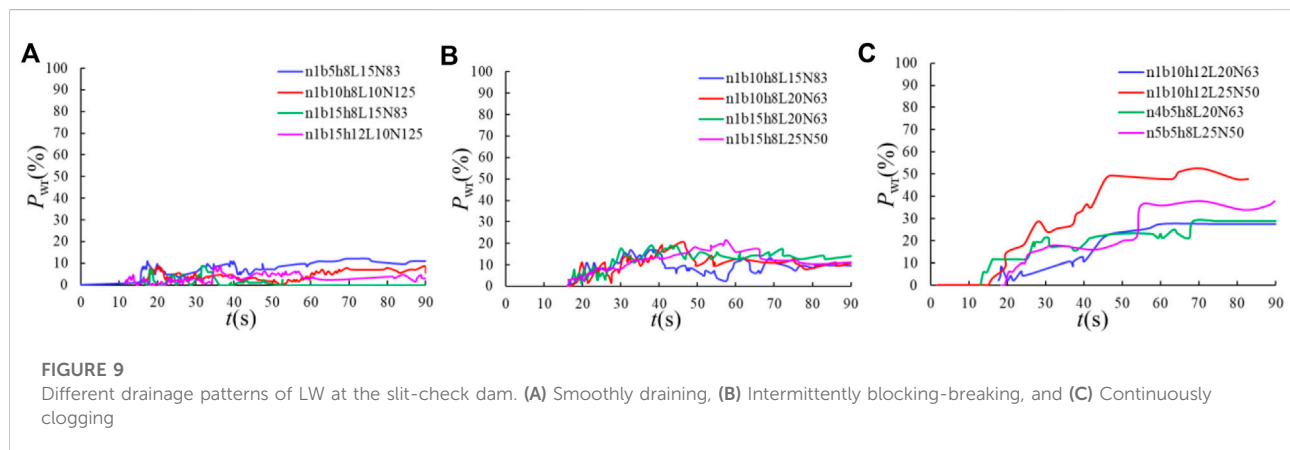 A
100
90
80
70
60
50
40
30
20
10
0
P_wr(%)
n1b5h8L15N83
n1b10h8L10N125
n1b15h8L15N83
n1b15h12L10N125
0 10 20 30 40 50 60 70 80 90
t(s)
B
100
90
80
70
60
50
40
30
20
10
0
P_wr(%)
n1b10h8L15N83
n1b10h8L20N63
n1b15h8L20N63
n1b15h8L25N50
0 10 20 30 40 50 60 70 80 90
t(s)
C
100
90
80
70
60
50
40
30
20
10
0
P_wr(%)
n1b10h12L20N63
n1b10h12L25N50
n4b5h8L20N63
n5b5h8L25N50
0 10 20 30 40 50 60 70 80 90
t(s)
FIGURE 9
Different drainage patterns of LW at the slit-check dam. (A) Smoothly draining, (B) Intermittently blocking-breaking, and (C) Continuously
clogging